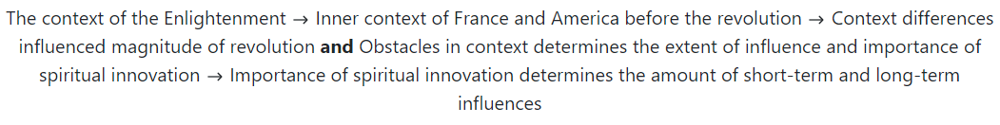 The context of the Enlightenment → Inner context of France and America before the revolution → Context differences
influenced magnitude of revolution and Obstacles in context determines the extent of influence and importance of
spiritual innovation → Importance of spiritual innovation determines the amount of short-term and long-term
influences